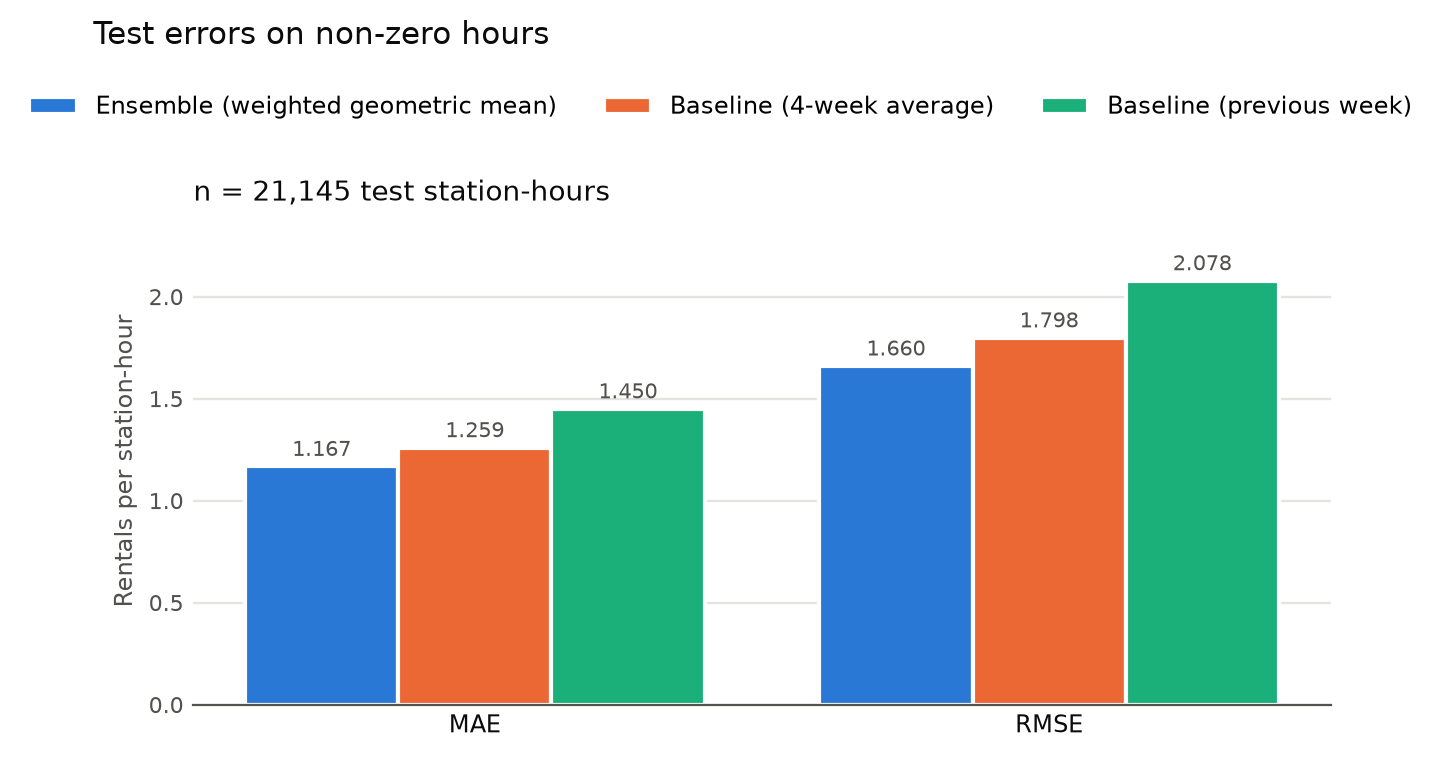 Test errors on non-zero hours
Ensemble (weighted geometric mean)
Baseline (4-week average)
Baseline (previous week)
n = 21,145 test station-hours
Rentals per station-hour
2.0
1.5
1.0
0.5
0.0
1.167
1.259
1.450
1.660
1.798
2.078
MAE
RMSE